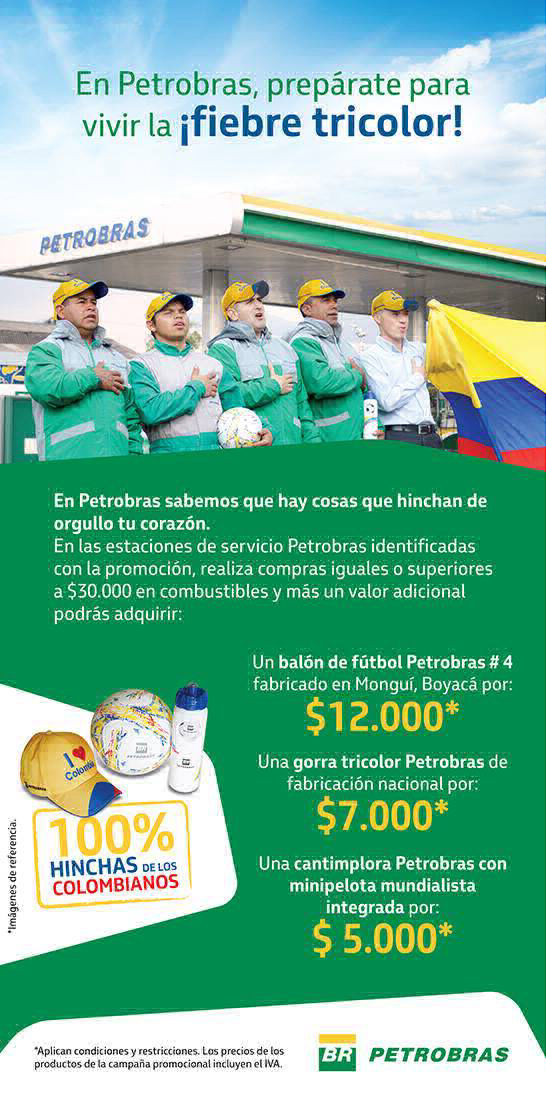 En Petrobras, prepárate para
vivir la ¡fiebre tricolor!
PETROBRAS
En Petrobras sabemos que hay cosas que hinchan de
orgullo tu corazón.
En las estaciones de servicio Petrobras identificadas
con la promoción, realiza compras iguales o superiores
a $30.000 en combustibles y más un valor adicional
podrás adquirir:
Un balón de fútbol Petrobras # 4
fabricado en Monguí, Boyacá por:
$12.000*
Una gorra tricolor Petrobras de
fabricación nacional por:
$7.000*
Una cantimplora Petrobras con
minipelota mundialista
integrada por:
$ 5.000*
I
Colombia
BR
PETROBRAS
100%
HINCHAS DE LOS
COLOMBIANOS
*Imágenes de referencia.
*Aplican condiciones y restricciones. Los precios de los
productos de la campaña promocional incluyen el IVA.
BR PETROBRAS